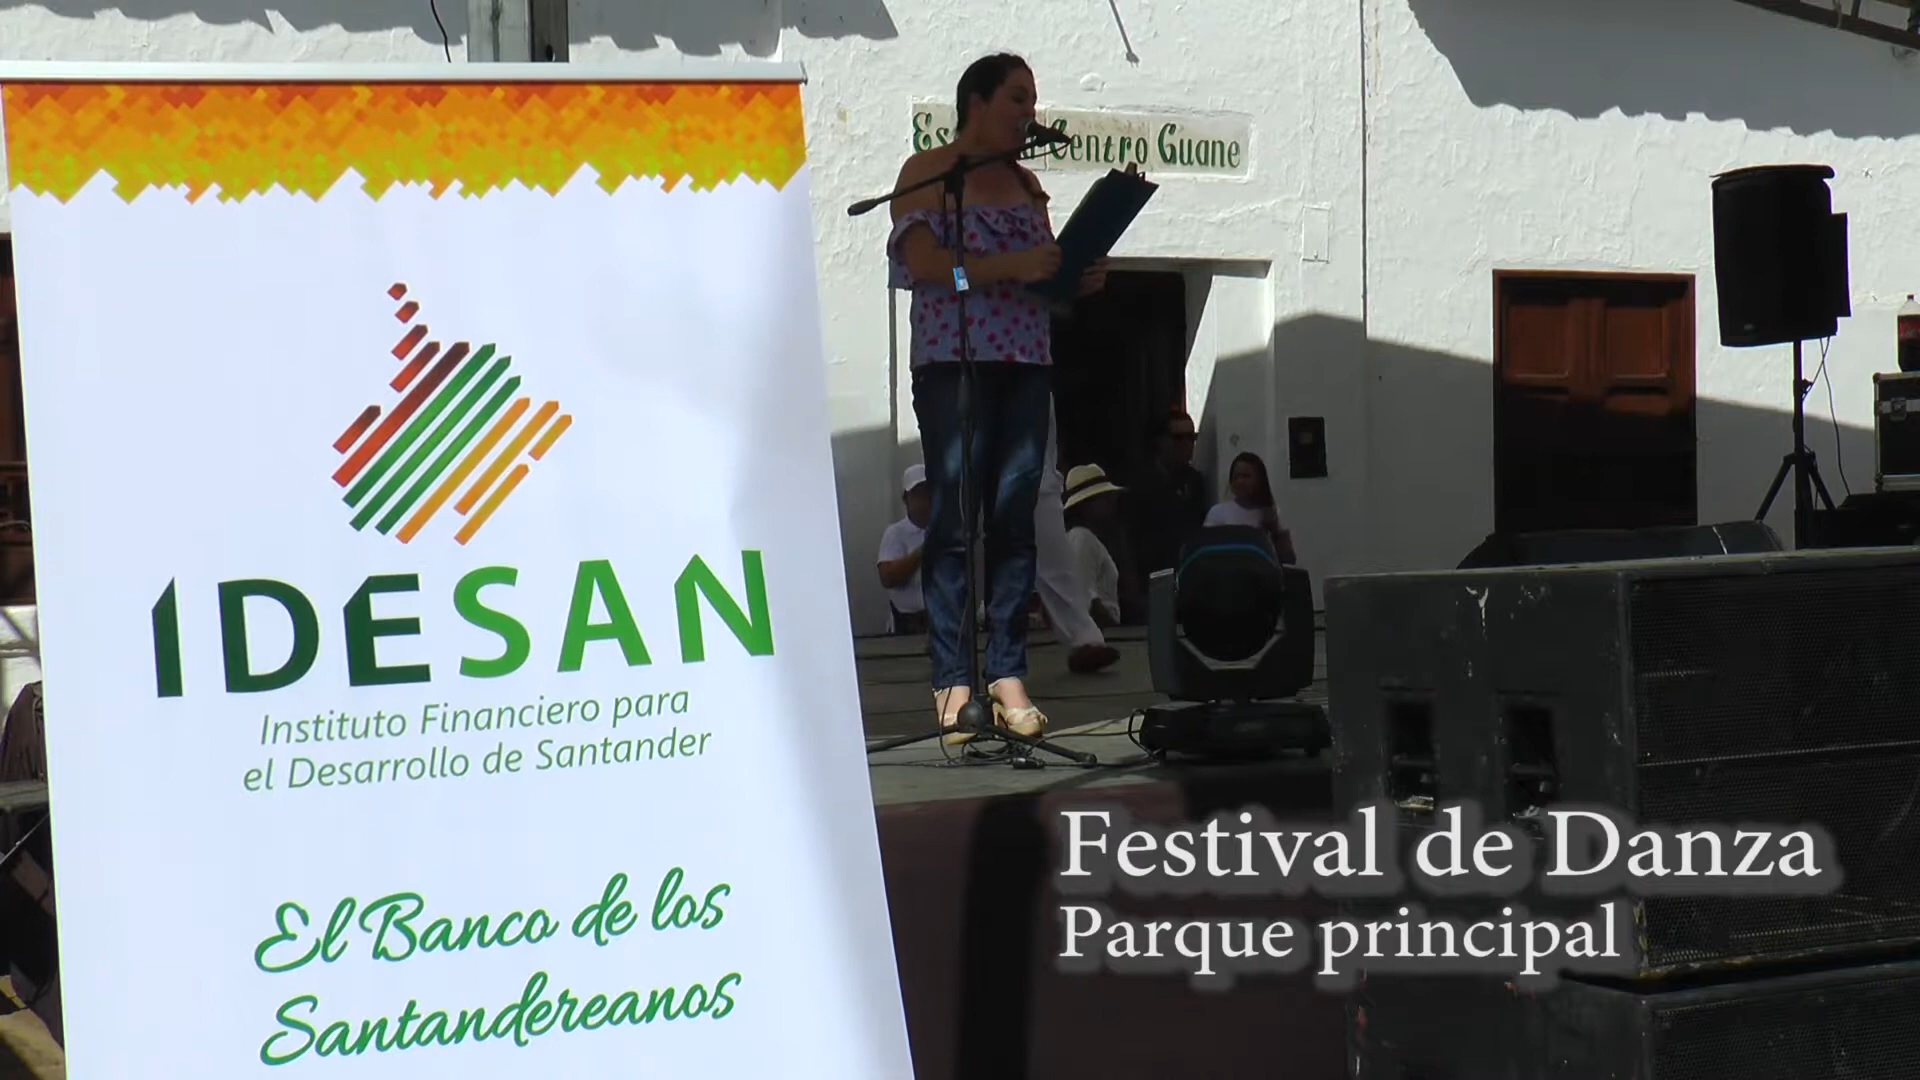 Centro Guane
IDESAN
Instituto Financiero para
el Desarrollo de Santander
El Banco de los
Santandereanos
Festival de Danza
Parque principal